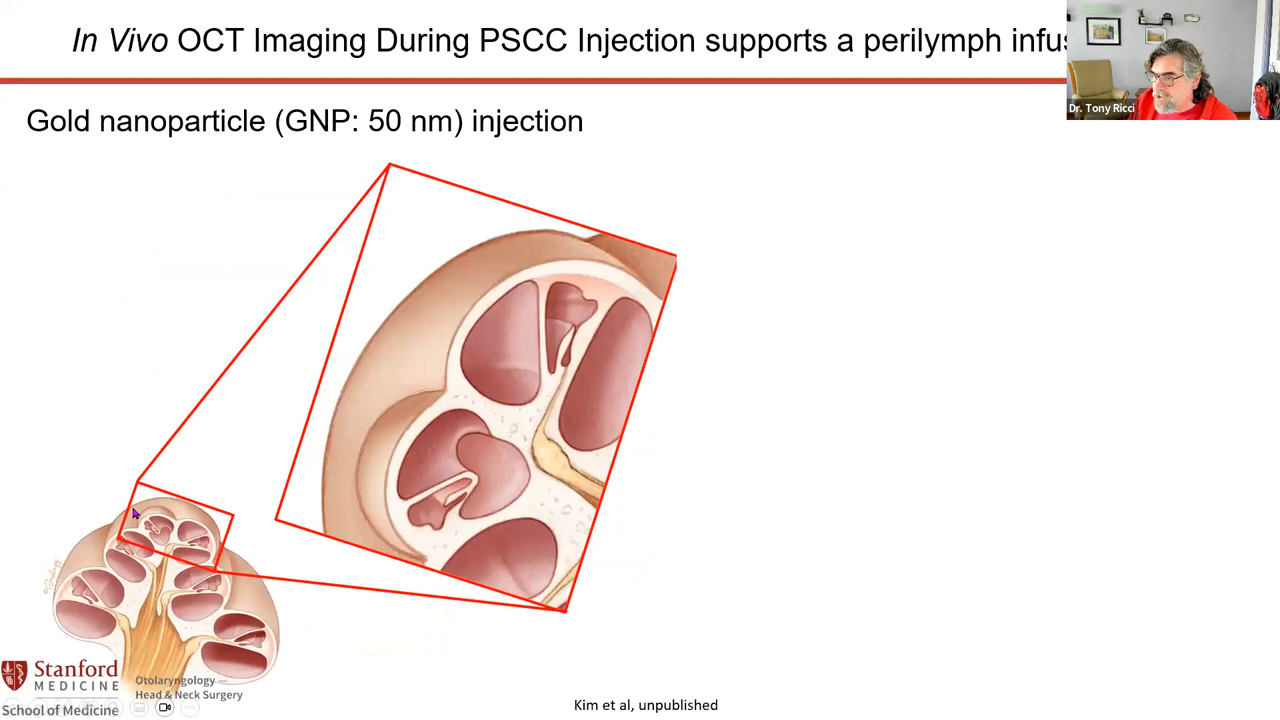 In Vivo OCT Imaging During PSCC Injection supports a perilymph infus
Dr. Tony Ricci
Gold nanoparticle (GNP: 50 nm) injection
Stanford
MEDICINE
School of Medicine
Otolaryngology —
Head & Neck Surgery
Kim et al, unpublished